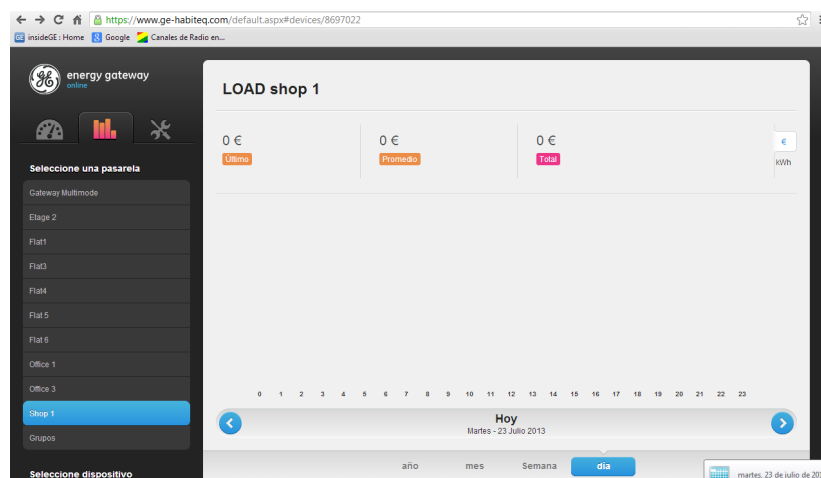 https://www.ge-habiteq.com/default.aspx#devices/8697022
insideGE : Home Google Canales de Radio en...
energy gateway
online
LOAD shop 1
0 € 0 € 0 € €
Último Promedio Total kWh
Seleccione una pasarela
Gateway Multimode
Etage 2
Flat1
Flat3
Flat4
Flat 5
Flat 6
Office 1
Office 3
Shop 1
Grupos
Seleccione dispositivo
0 1 2 3 4 5 6 7 8 9 10 11 12 13 14 15 16 17 18 19 20 21 22 23
Hoy
Martes - 23 Julio 2013
año mes Semana día
martes, 23 de julio de 201